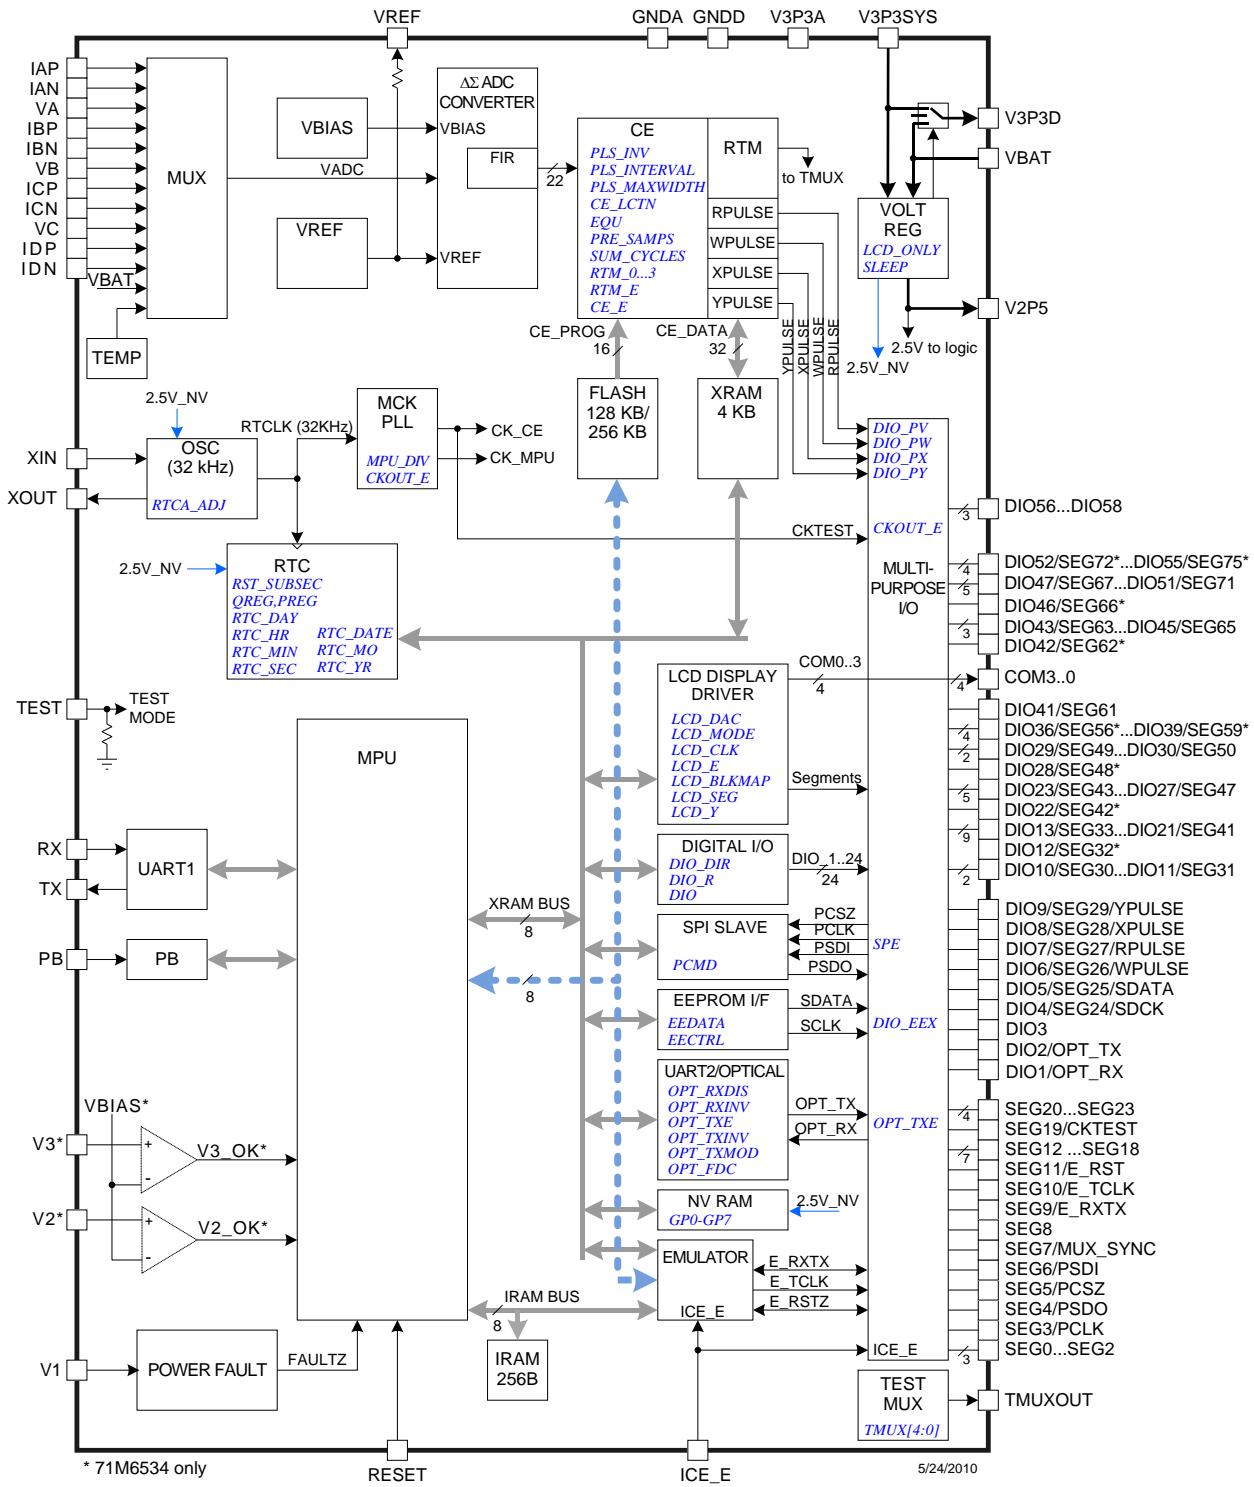 VREF
GNDA GNDD V3P3A V3P3SYS
IAP
IAN
VA
IBP
IBN
VB
ICP
ICN
VC
IDP
IDN
VBAT
MUX
TEMP
VBIAS
VADC
VREF
ΔΣ ADC
CONVERTER
VBIAS
FIR
VREF
22
CE
PLS_INV
PLS_INTERVAL
PLS_MAXWIDTH
CE_LCTN
EQU
PRE_SAMPS
SUM_CYCLES
RTM_0...3
RTM_E
CE_E
RTM
to TMUX
RPULSE
WPULSE
XPULSE
YPULSE
V3P3D
VBAT
VOLT
REG
LCD_ONLY
SLEEP
V2P5
2.5V to logic
2.5V_NV
CE_PROG
16
CE_DATA
32
YPULSE
XPULSE
WPULSE
RPULSE
FLASH
128 KB/
256 KB
XRAM
4 KB
2.5V_NV
XIN
XOUT
OSC
(32 kHz)
RTCA_ADJ
RTCLK (32KHz)
MCK
PLL
MPU_DIV
CKOUT_E
CK_CE
CK_MPU
2.5V_NV
RTC
RST_SUBSEC
QREG,PREG
RTC_DAY
RTC_HR RTC_DATE
RTC_MIN RTC_MO
RTC_SEC RTC_YR
CKTEST
DIO_PV
DIO_PW
DIO_PX
DIO_PY
CKOUT_E
MULTI-
PURPOSE
I/O
3
DIO56...DIO58
4
DIO52/SEG72*...DIO55/SEG75*
5
DIO47/SEG67...DIO51/SEG71
DIO46/SEG66*
3
DIO43/SEG63...DIO45/SEG65
DIO42/SEG62*
TEST
TEST
MODE
MPU
LCD DISPLAY
DRIVER
LCD_DAC
LCD_MODE
LCD_CLK
LCD_E
LCD_BLKMAP
LCD_SEG
LCD_Y
COM0..3
4
4
COM3..0
Segments
DIO41/SEG61
4
DIO36/SEG56*...DIO39/SEG59*
2
DIO29/SEG49...DIO30/SEG50
DIO28/SEG48*
5
DIO23/SEG43...DIO27/SEG47
DIO22/SEG42*
9
DIO13/SEG33...DIO21/SEG41
DIO12/SEG32*
2
DIO10/SEG30...DIO11/SEG31
RX
TX
UART1
PB
PB
XRAM BUS
8
8
DIGITAL I/O
DIO_DIR
DIO_R
DIO
DIO_1..24
24
SPI SLAVE
PCMD
PCSZ
PCLK
PSDI
PSDO
SPE
EEPROM I/F
EEDATA
EECTRL
SDATA
SCLK
DIO_EEX
DIO9/SEG29/YPULSE
DIO8/SEG28/XPULSE
DIO7/SEG27/RPULSE
DIO6/SEG26/WPULSE
DIO5/SEG25/SDATA
DIO4/SEG24/SDCK
DIO3
DIO2/OPT_TX
DIO1/OPT_RX
VBIAS*
V3*
+
-
V3_OK*
V2*
+
-
V2_OK*
UART2/OPTICAL
OPT_RXDIS
OPT_RXINV
OPT_TXE
OPT_TXINV
OPT_TXMOD
OPT_FDC
OPT_TX
OPT_RX
OPT_TXE
NV RAM
GP0-GP7
2.5V_NV
EMULATOR
ICE_E
E_RXTX
E_TCLK
E_RSTZ
ICE_E
4
SEG20...SEG23
SEG19/CKTEST
7
SEG12 ...SEG18
SEG11/E_RST
SEG10/E_TCLK
SEG9/E_RXTX
SEG8
SEG7/MUX_SYNC
SEG6/PSDI
SEG5/PCSZ
SEG4/PSDO
SEG3/PCLK
3
SEG0...SEG2
IRAM BUS
8
IRAM
256B
V1
POWER FAULT
FAULTZ
TEST
MUX
TMUX[4:0]
TMUXOUT
* 71M6534 only
RESET
ICE_E
5/24/2010